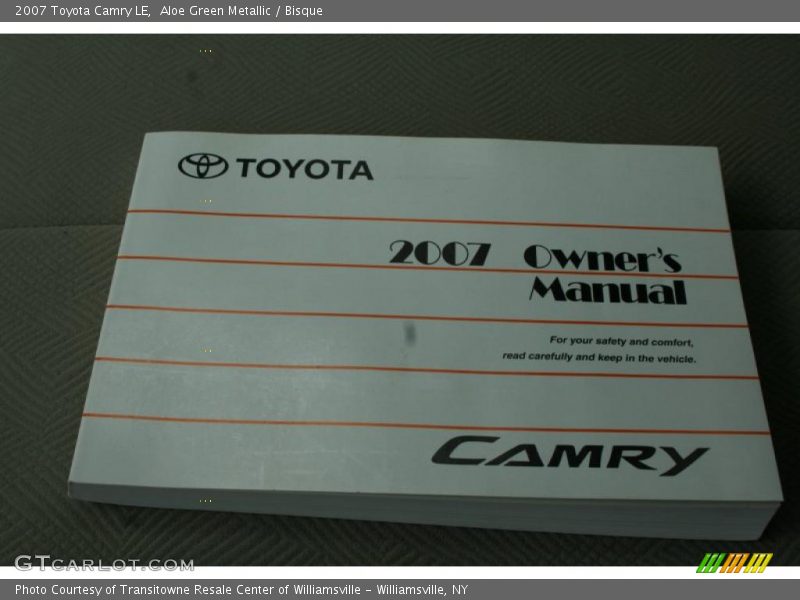 2007 Toyota Camry LE,  Aloe Green Metallic / Bisque
TOYOTA
2007 Owner's
Manual
For your safety and comfort,
read carefully and keep in the vehicle.
CAMRY
GTCARLOT.COM
Photo Courtesy of Transitowne Resale Center of Williamsville - Williamsville, NY